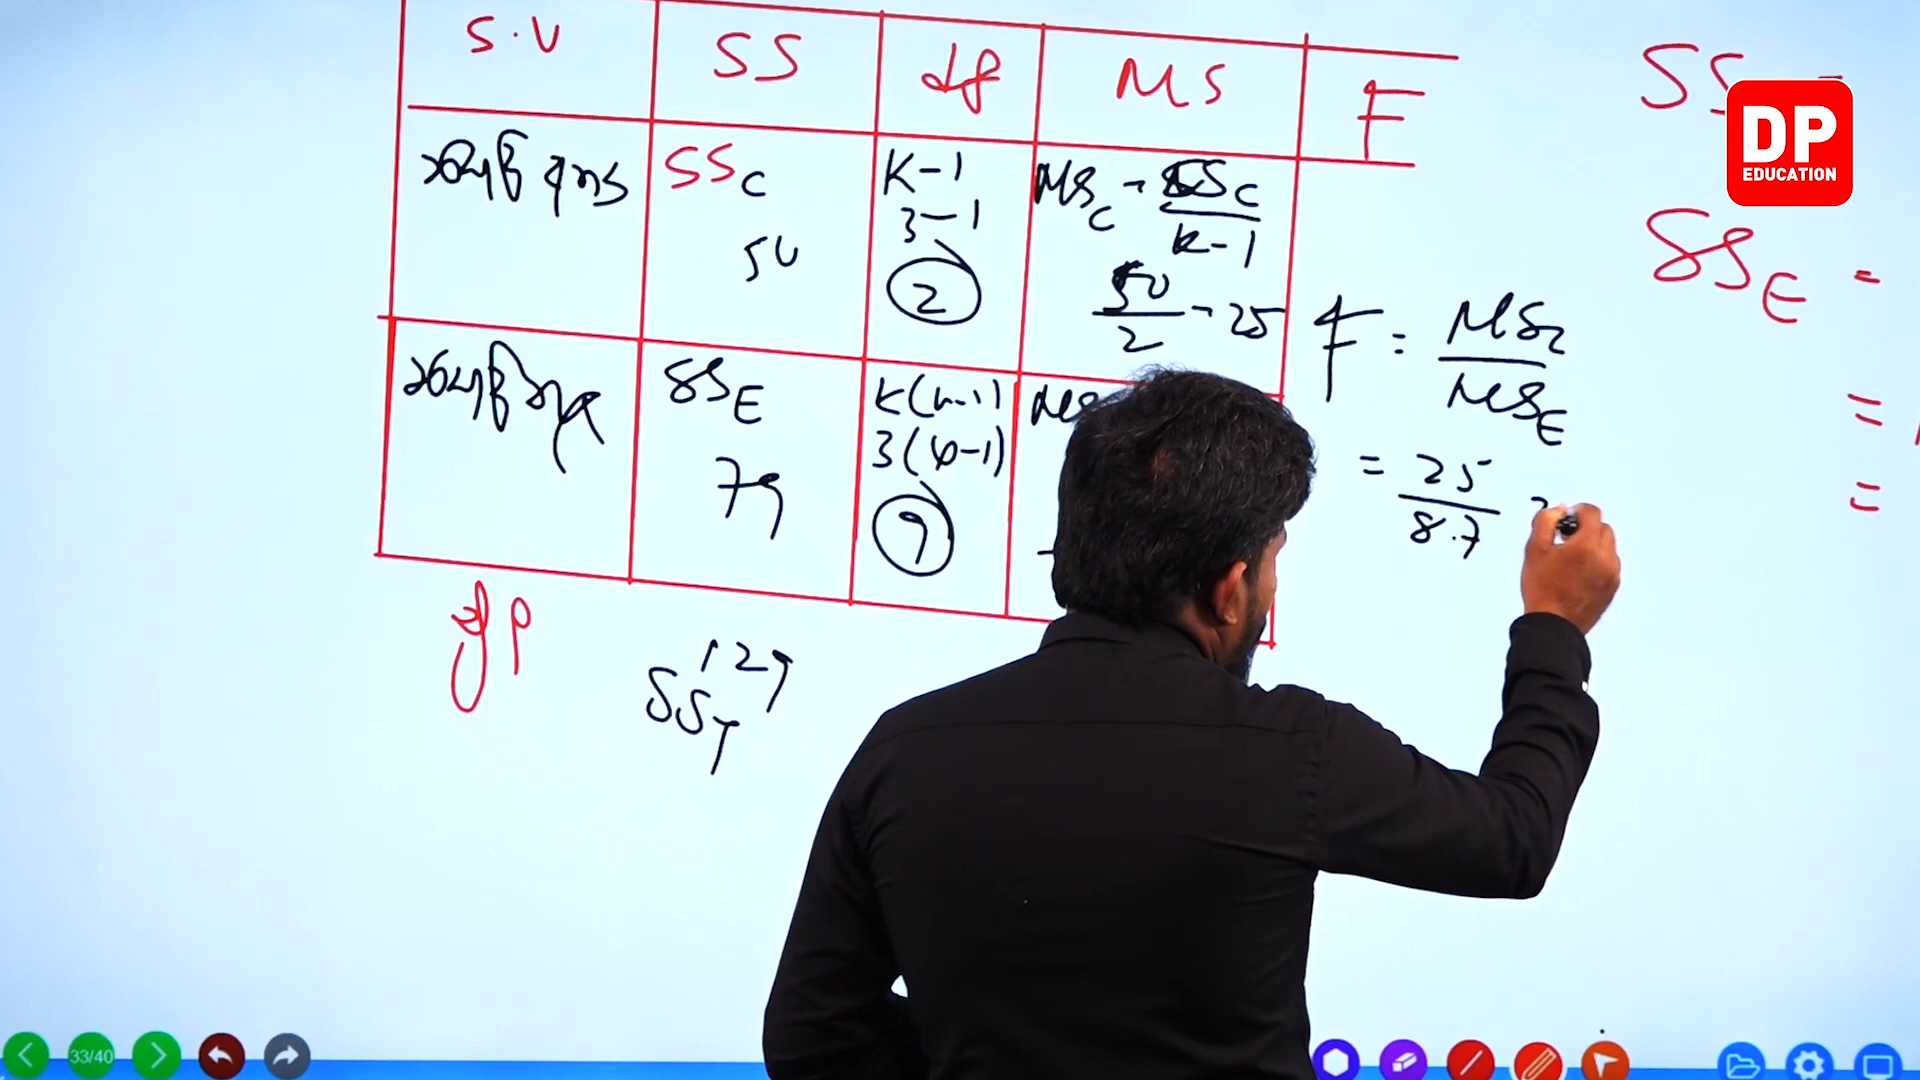 S.V SS df MS F
SSC K-1 MSC = SSC
3-1 K-1
50 2 50
2 = 25
F = MSC
MSE
SSE K(n-1) MS
79 3(4-1)
9
= 25
8.7
129
SST
SS
SSE =
=
=
DP
EDUCATION
33/40